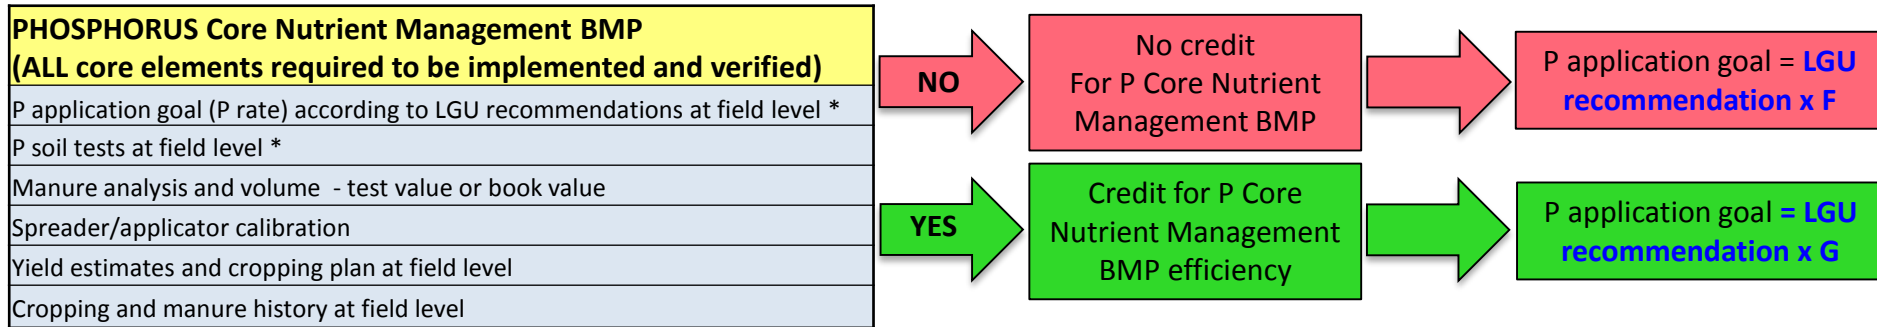 PHOSPHORUS Core Nutrient Management BMP
(ALL core elements required to be implemented and verified)
P application goal (P rate) according to LGU recommendations at field level *
P soil tests at field level *
Manure analysis and volume - test value or book value
Spreader/applicator calibration
Yield estimates and cropping plan at field level
Cropping and manure history at field level
NO
No credit
For P Core Nutrient
Management BMP
P application goal = LGU
recommendation x F
YES
Credit for P Core
Nutrient Management
BMP efficiency
P application goal = LGU
recommendation x G